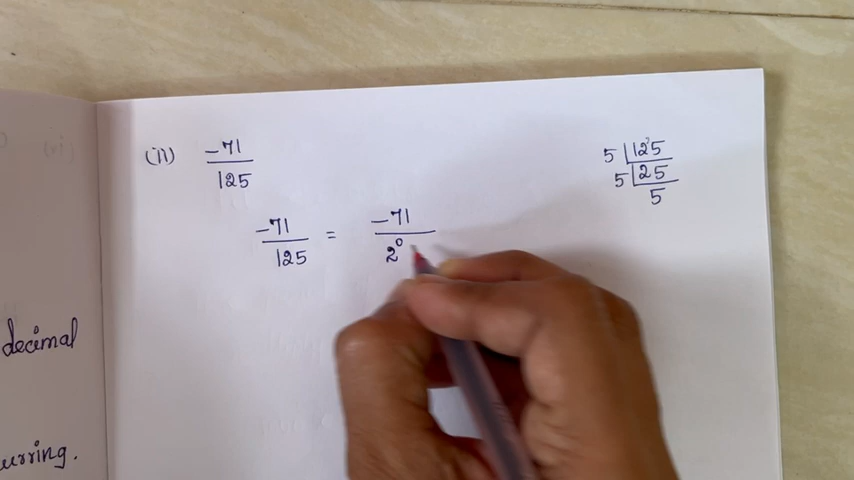 (ii) -71/125
5 | 125
5 | 25
5
-71/125 = -71/2⁰
decimal
urring.